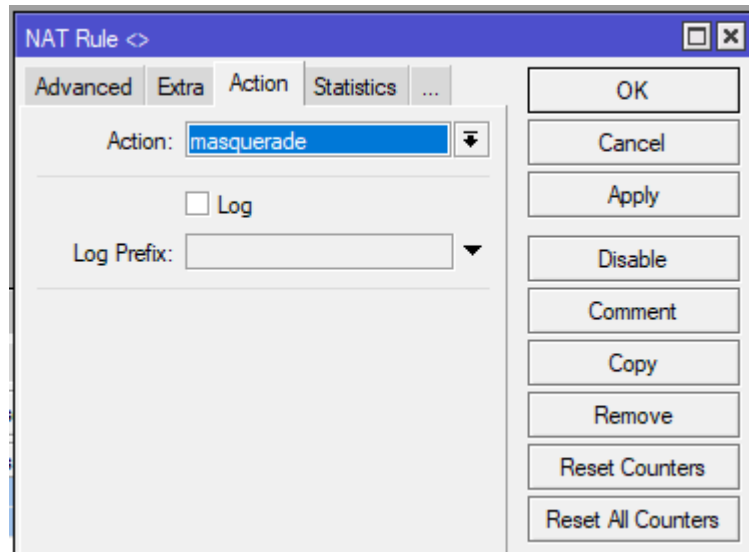 NAT Rule <>
Advanced Extra Action Statistics ...
Action: masquerade
Log
Log Prefix:
OK
Cancel
Apply
Disable
Comment
Copy
Remove
Reset Counters
Reset All Counters